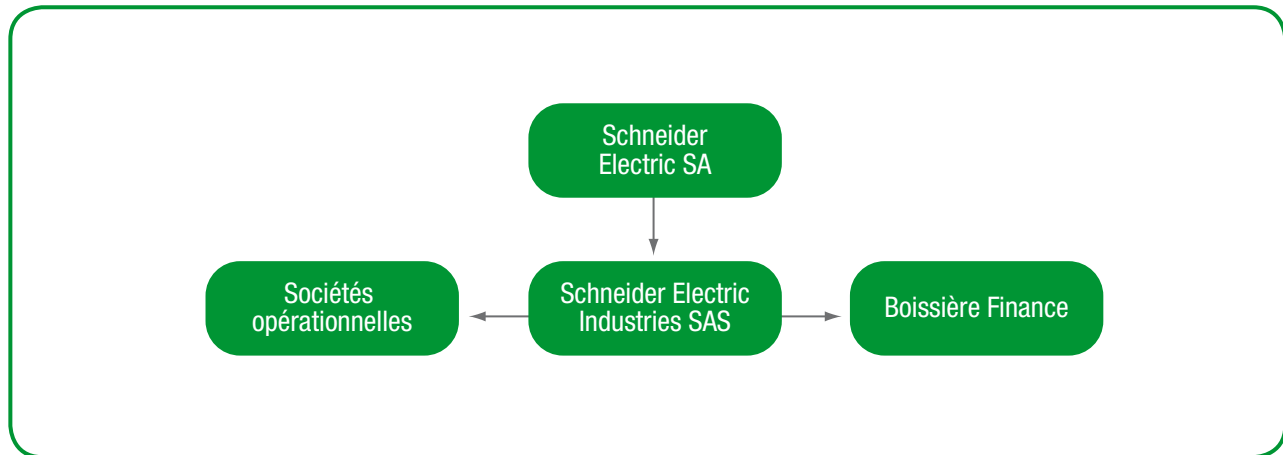 Schneider
Electric SA
Sociétés
opérationnelles
Schneider Electric
Industries SAS
Boissière Finance